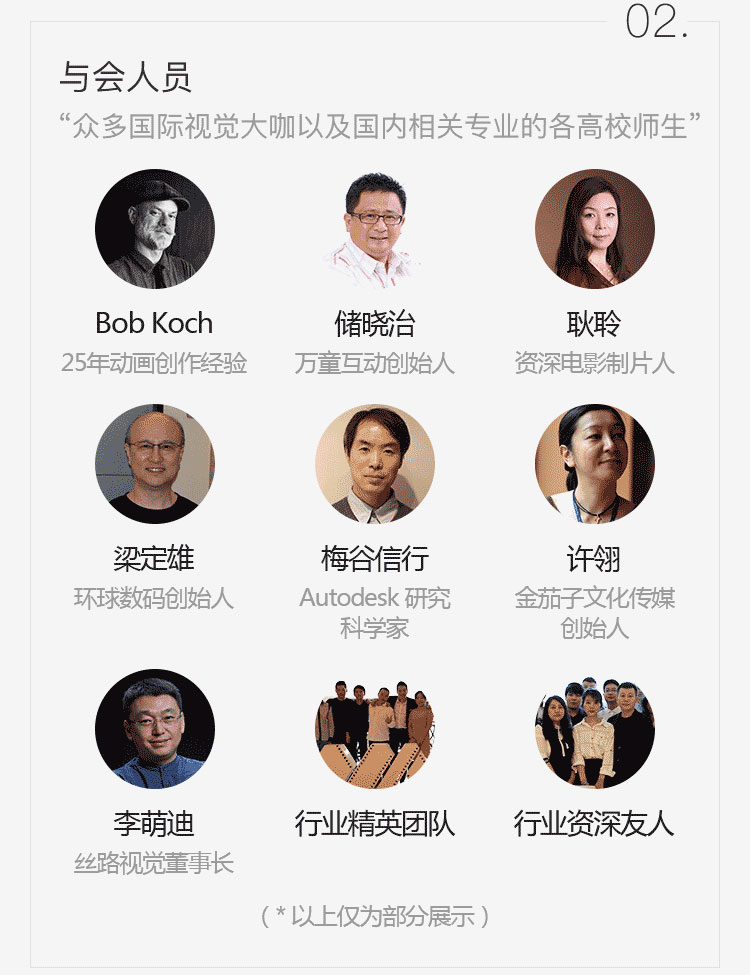 02.
与会人员
“众多国际视觉大咖以及国内相关专业的各高校师生”
Bob Koch
储晓治
耿聆
25年动画创作经验
万童互动创始人
资深电影制片人
梁定雄
梅谷信行
许翎
环球数码创始人
Autodesk 研究
科学家
金茄子文化传媒
创始人
李萌迪
行业精英团队
行业资深友人
丝路视觉董事长
（ * 以上仅为部分展示 ）